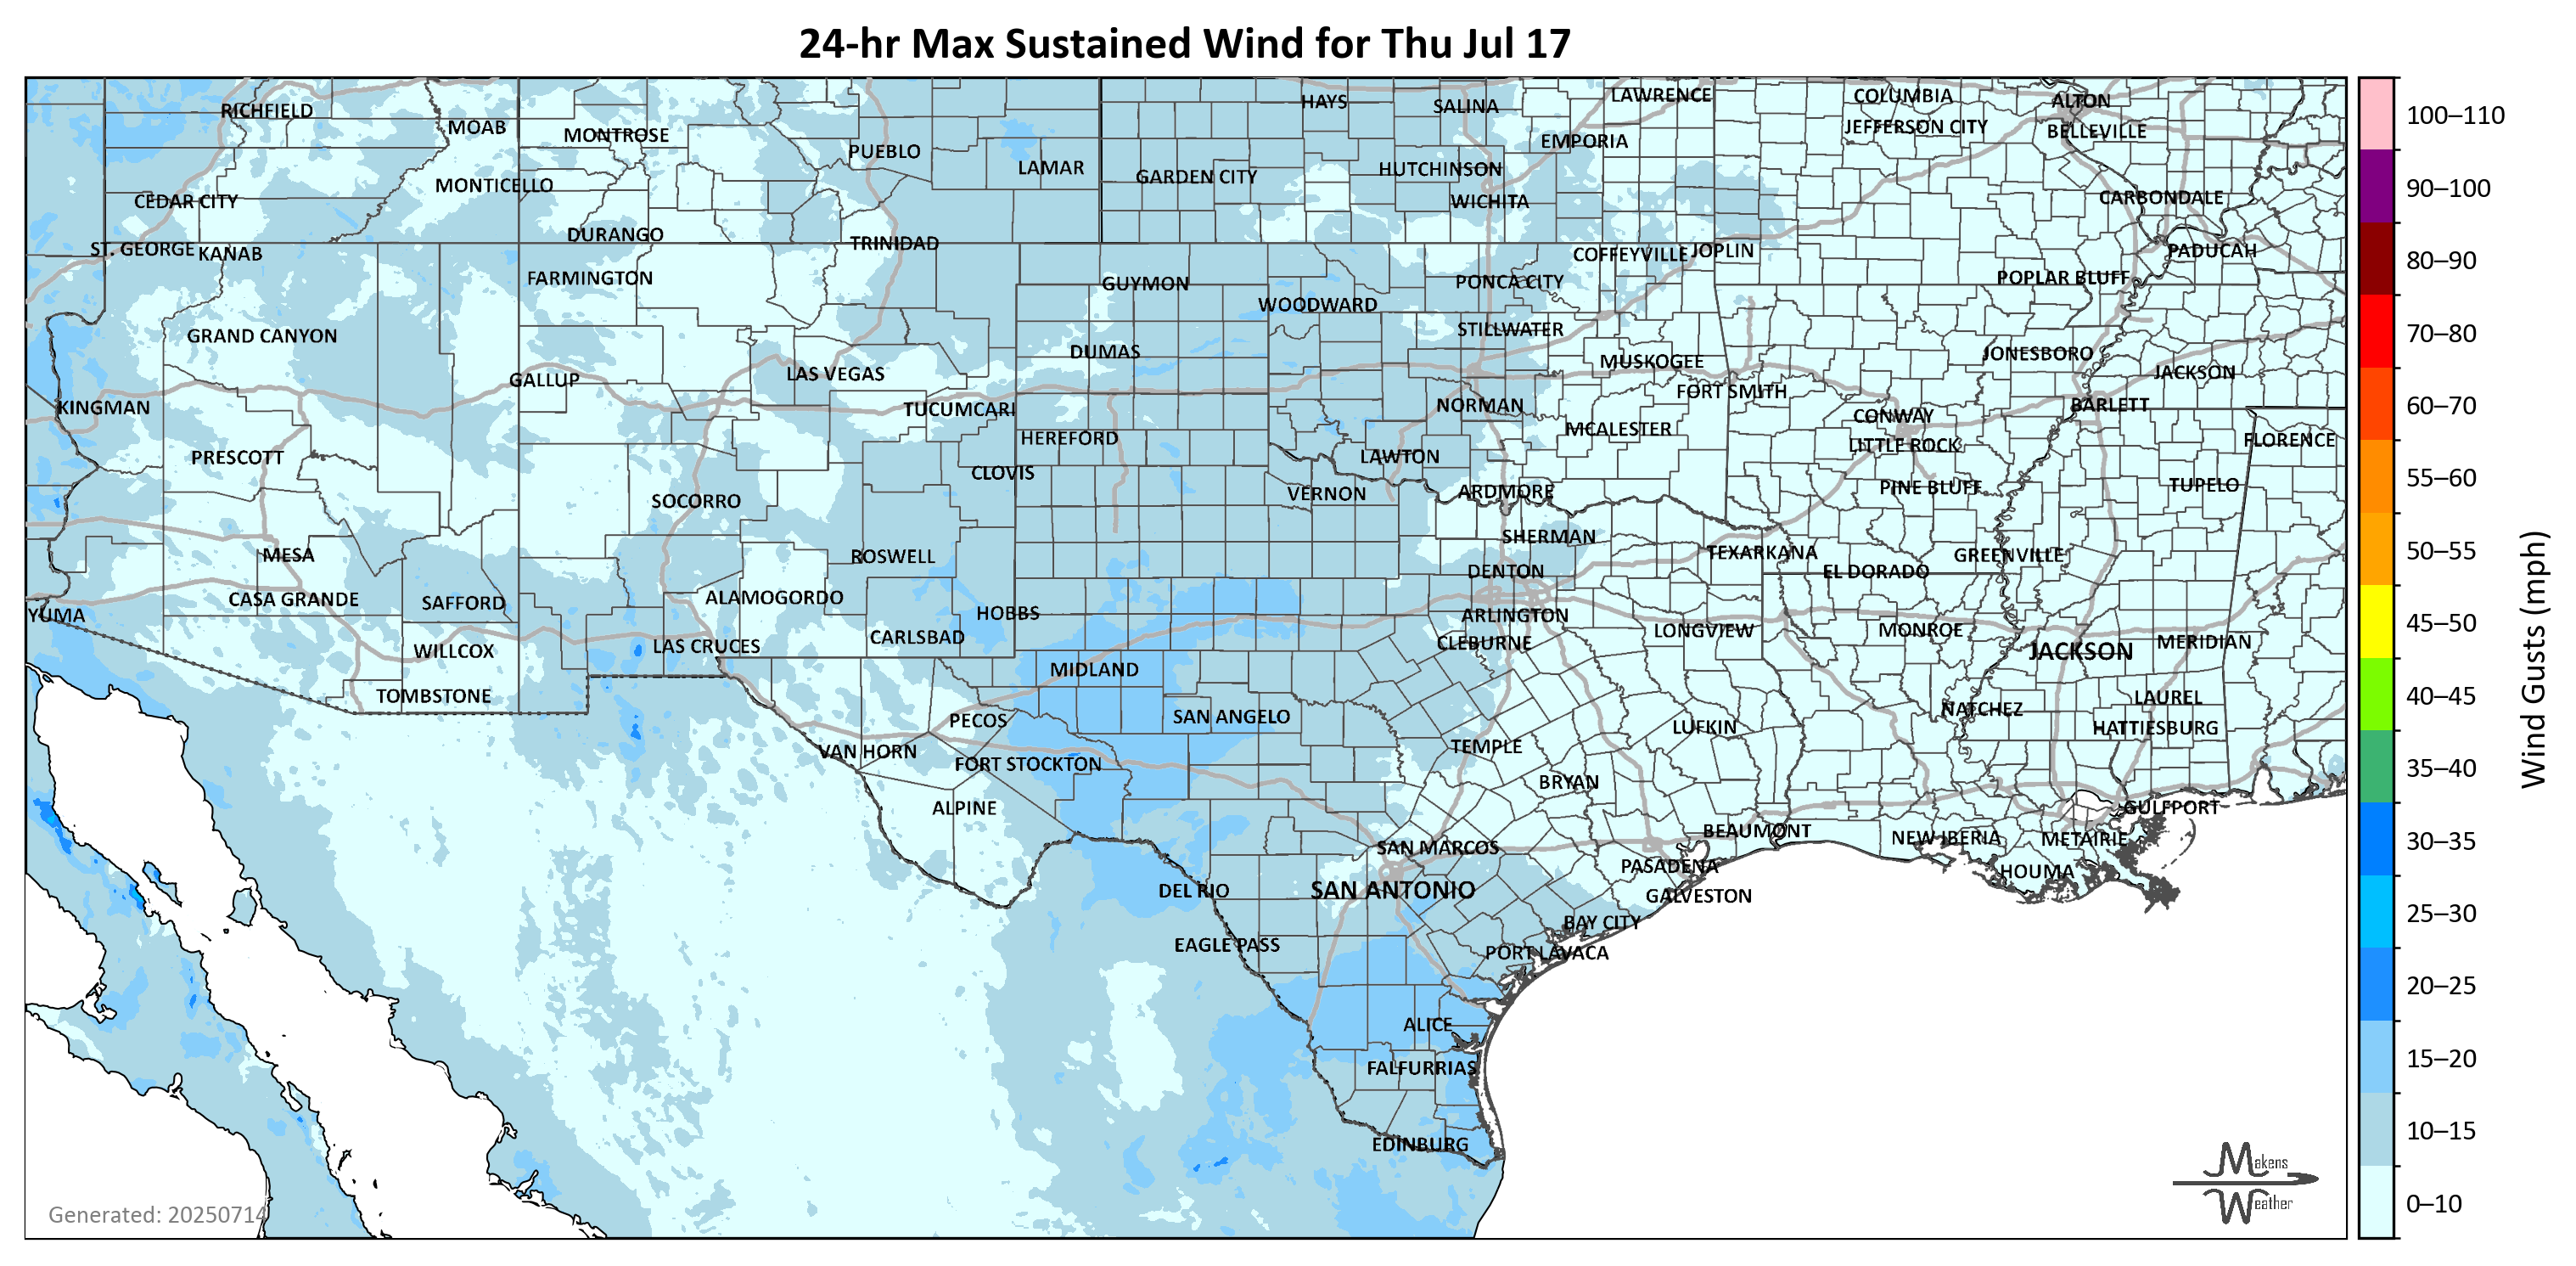 24-hr Max Sustained Wind for Thu Jul 17
RICHFIELD
MOAB
MONTROSE
PUEBLO
LAMAR
HAYS
SALINA
LAWRENCE
COLUMBIA
ALTON
GARDEN CITY
HUTCHINSON
EMPORIA
JEFFERSON CITY
BELLEVILLE
CEDAR CITY
MONTICELLO
WICHITA
CARBONDALE
ST. GEORGE
KANAB
DURANGO
TRINIDAD
COFFEYVILLE
JOPLIN
PADUCAH
FARMINGTON
GUYMON
WOODWARD
PONCA CITY
POPLAR BLUFF
GRAND CANYON
DUMAS
STILLWATER
MUSKOGEE
JONESBORO
GALLUP
LAS VEGAS
FORT SMITH
JACKSON
KINGMAN
TUCUMCARI
NORMAN
CONWAY
BARLETT
PRESCOTT
HEREFORD
MCALESTER
LITTLE ROCK
FLORENCE
CLOVIS
LAWTON
SOCORRO
VERNON
ARDMORE
PINE BLUFF
TUPELO
MESA
ROSWELL
SHERMAN
TEXARKANA
GREENVILLE
DENTON
EL DORADO
YUMA
CASA GRANDE
SAFFORD
ALAMOGORDO
HOBBS
ARLINGTON
WILLCOX
LAS CRUCES
CARLSBAD
CLEBURNE
LONGVIEW
MONROE
JACKSON
MERIDIAN
TOMBSTONE
MIDLAND
PECOS
SAN ANGELO
LUFKIN
NATCHEZ
LAUREL
HATTIESBURG
VAN HORN
FORT STOCKTON
TEMPLE
BRYAN
ALPINE
BEAUMONT
NEW IBERIA
METAIRIE
GULFPORT
SAN MARCOS
PASADENA
HOUMA
DEL RIO
SAN ANTONIO
GALVESTON
BAY CITY
EAGLE PASS
PORT LAVACA
ALICE
FALFURRIAS
EDINBURG
Generated: 20250714
Makens
Weather
100–110
90–100
80–90
70–80
60–70
55–60
50–55
45–50
40–45
35–40
30–35
25–30
20–25
15–20
10–15
0–10
Wind Gusts (mph)